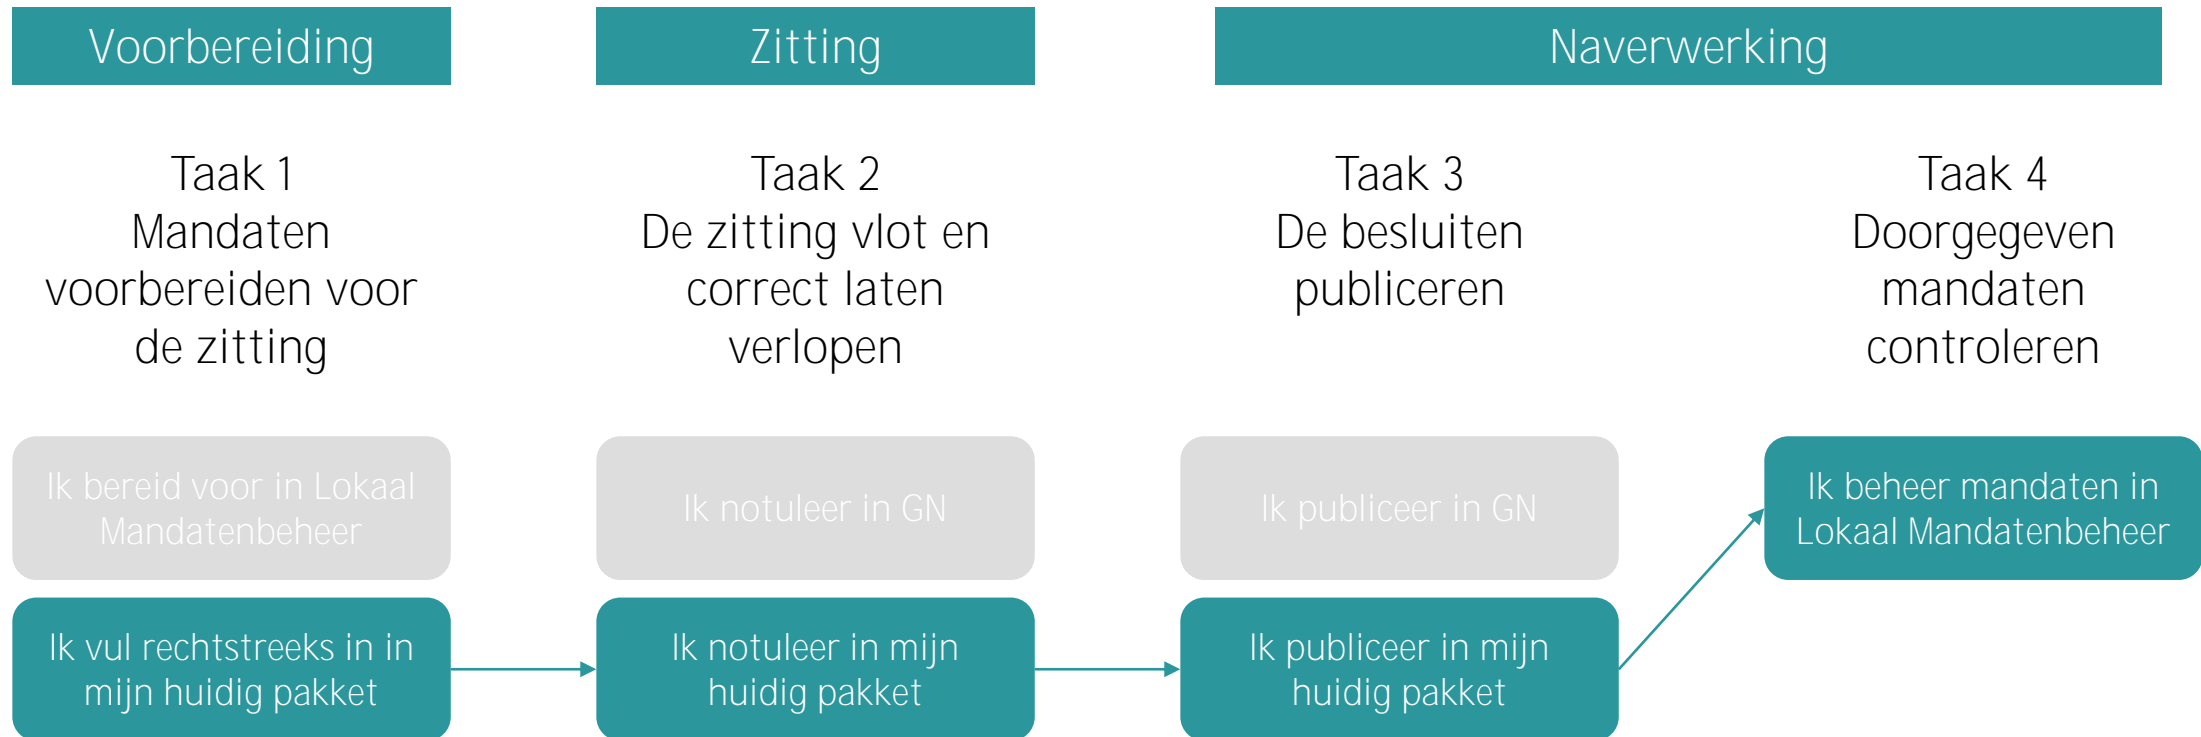 Voorbereiding
Zitting
Naverwerking
Taak 1
Mandaten
voorbereiden voor
de zitting
Taak 2
De zitting vlot en
correct laten
verlopen
Taak 3
De besluiten
publiceren
Taak 4
Doorgegeven
mandaten
controleren
Ik bereid voor in Lokaal
Mandatenbeheer
Ik notuleer in GN
Ik publiceer in GN
Ik beheer mandaten in
Lokaal Mandatenbeheer
Ik vul rechtstreeks in in
mijn huidig pakket
Ik notuleer in mijn
huidig pakket
Ik publiceer in mijn
huidig pakket